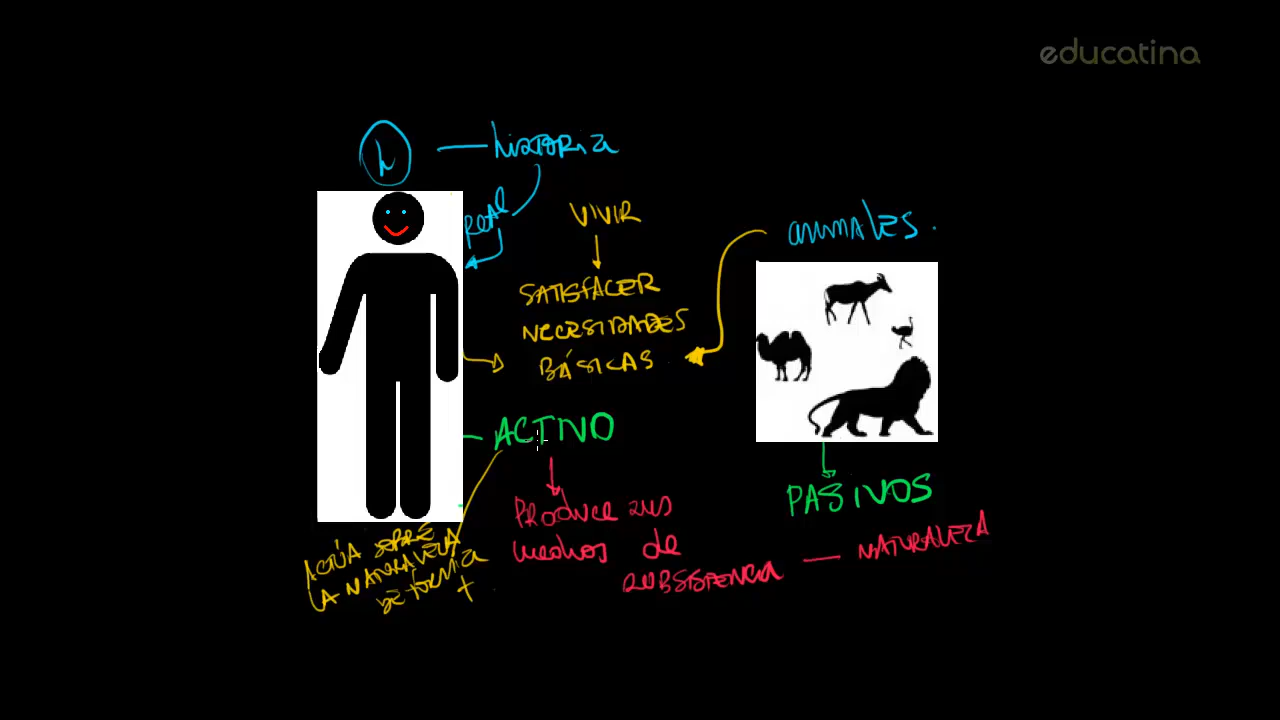 educatina
h
historia
REAL
VIVIR
SATISFACER
NECESIDADES
BÁSICAS
animales.
ACTIVO
PRODUCE sus
medios de
SUBSISTENCIA — NATURALEZA
PASIVOS
ACTÚA SOBRE
LA NATURALEZA
DE FORMA
+